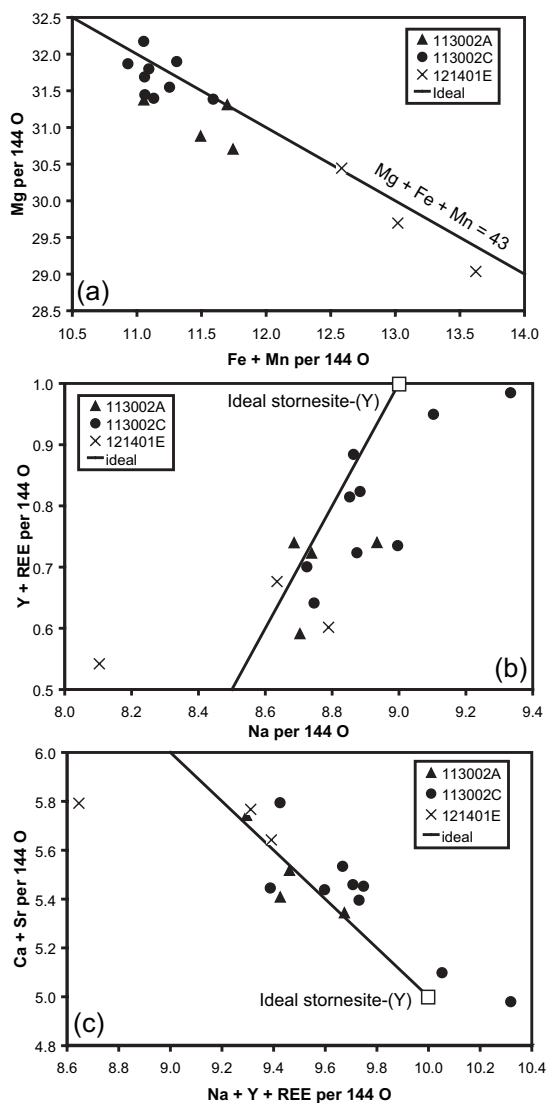 32.5
32.0
31.5
31.0
30.5
30.0
29.5
29.0
28.5
Mg per 144 O
113002A
113002C
121401E
Ideal
Mg + Fe + Mn = 43
(a)
10.5 11.0 11.5 12.0 12.5 13.0 13.5 14.0
Fe + Mn per 144 O
1.0
0.9
0.8
0.7
0.6
0.5
Y + REE per 144 O
Ideal stornesite-(Y)
113002A
113002C
121401E
ideal
(b)
8.0 8.2 8.4 8.6 8.8 9.0 9.2 9.4
Na per 144 O
6.0
5.8
5.6
5.4
5.2
5.0
4.8
Ca + Sr per 144 O
113002A
113002C
121401E
ideal
Ideal stornesite-(Y)
(c)
8.6 8.8 9.0 9.2 9.4 9.6 9.8 10.0 10.2 10.4
Na + Y + REE per 144 O